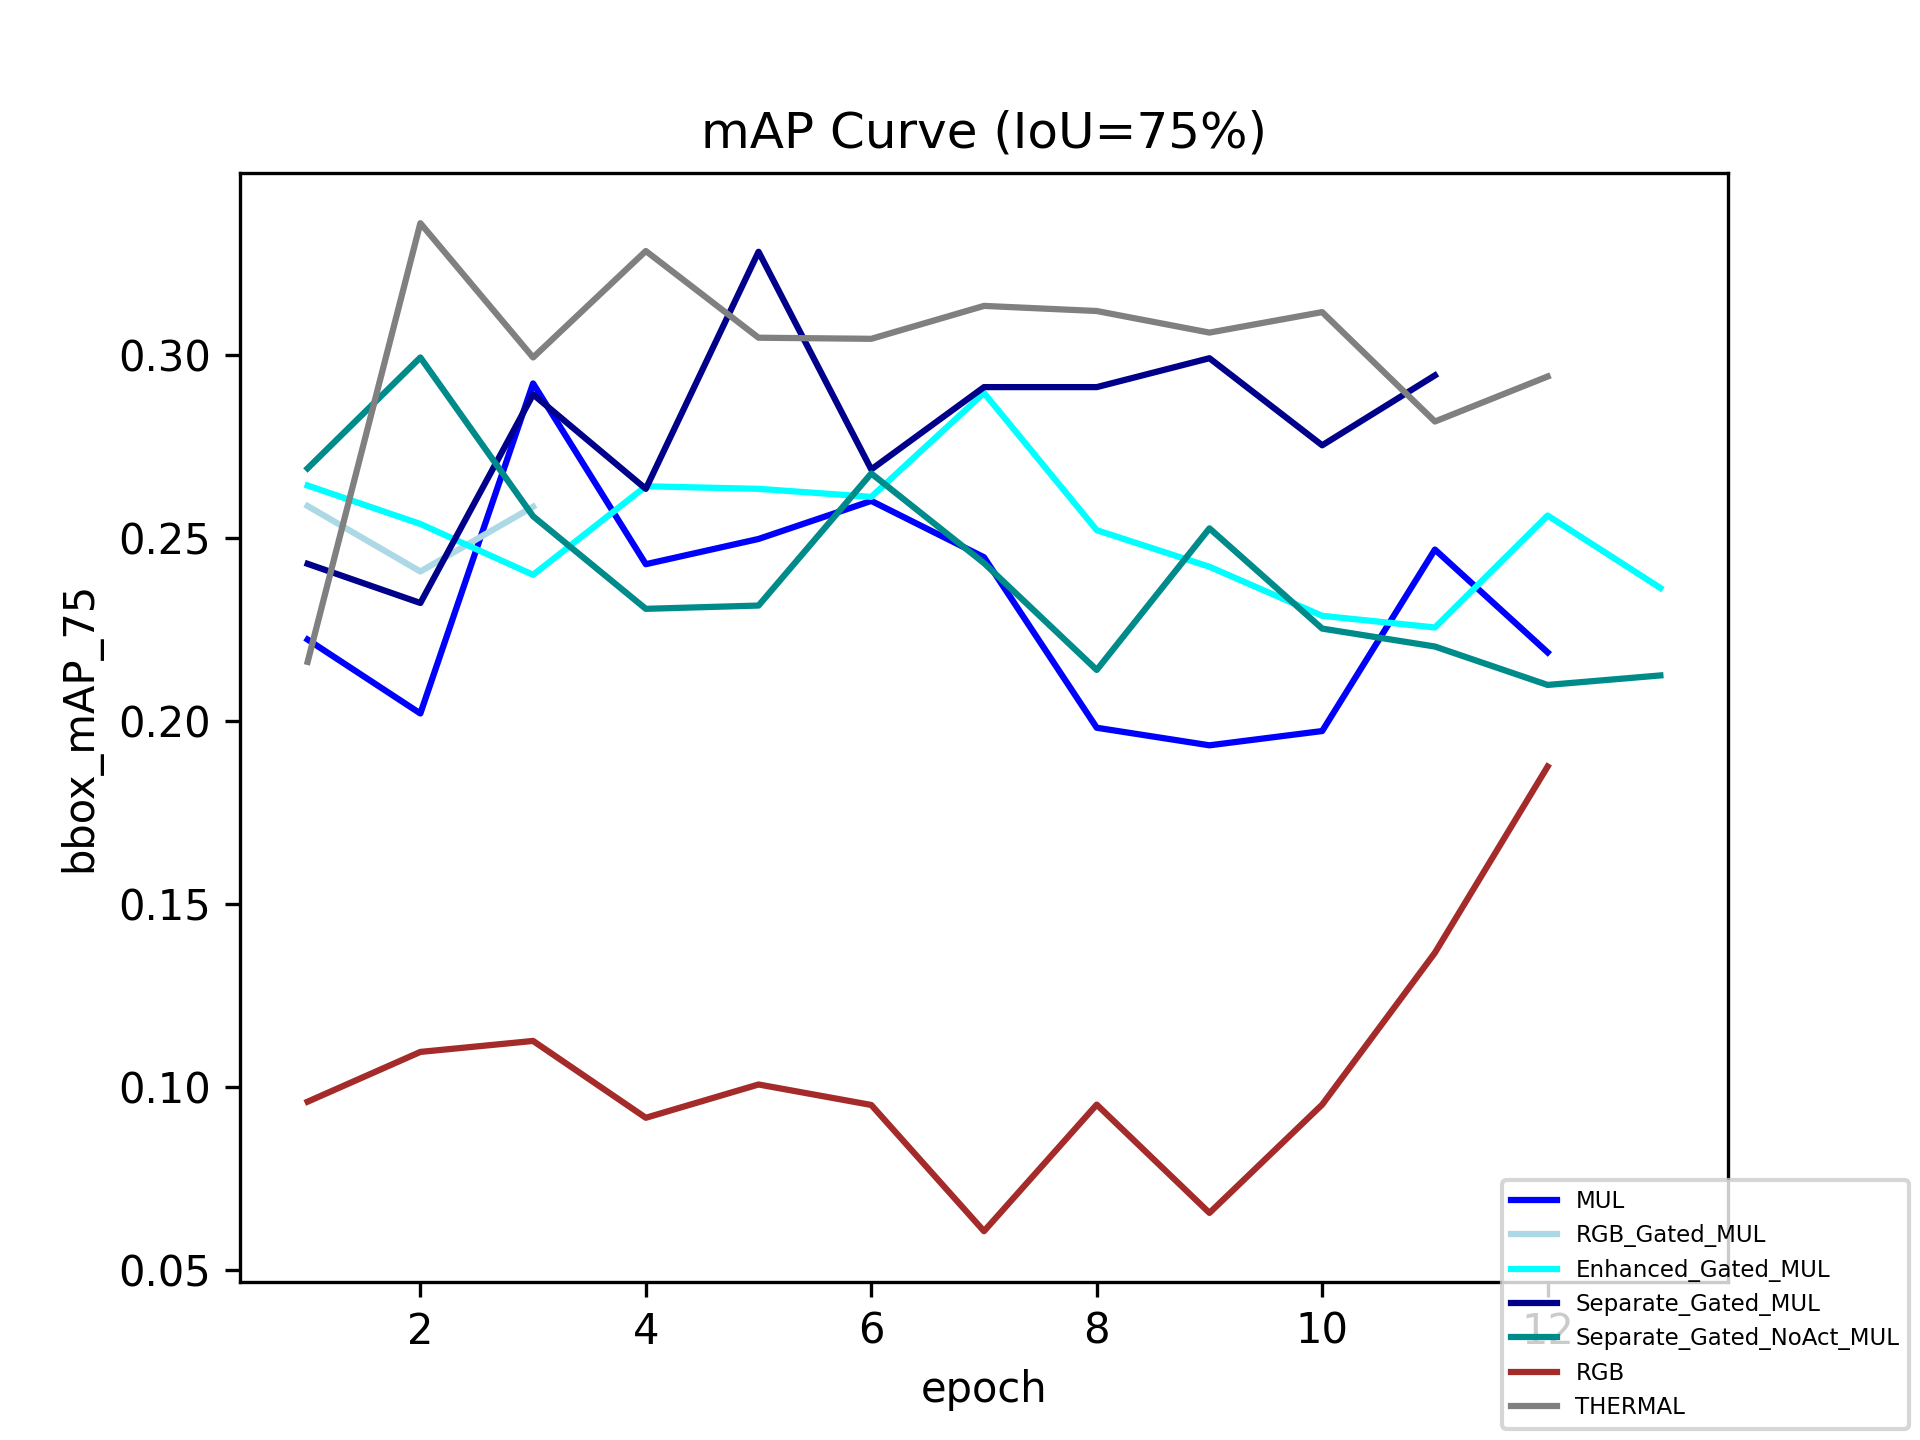 mAP Curve (IoU=75%)
bbox_mAP_75
0.30
0.25
0.20
0.15
0.10
0.05
2 4 6 8 10 12
epoch
MUL
RGB_Gated_MUL
Enhanced_Gated_MUL
Separate_Gated_MUL
Separate_Gated_NoAct_MUL
RGB
THERMAL